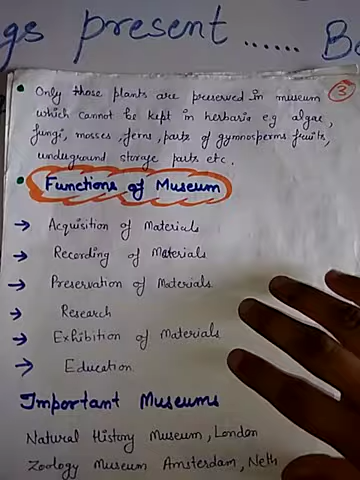 gs present ...... B
• Only those plants are preserved in museum ③
which cannot be kept in herbaria e.g algae,
fungi, mosses, ferns, parts of gymnosperms fruits,
underground storage parts etc.
• Functions of Museum
→ Acquisition of Materials
→ Recording of Materials
→ Preservation of Materials
→ Research
→ Exhibition of Materials
→ Education
Important Museums
Natural History Museum, London
Zoology Museum Amsterdam, Neth